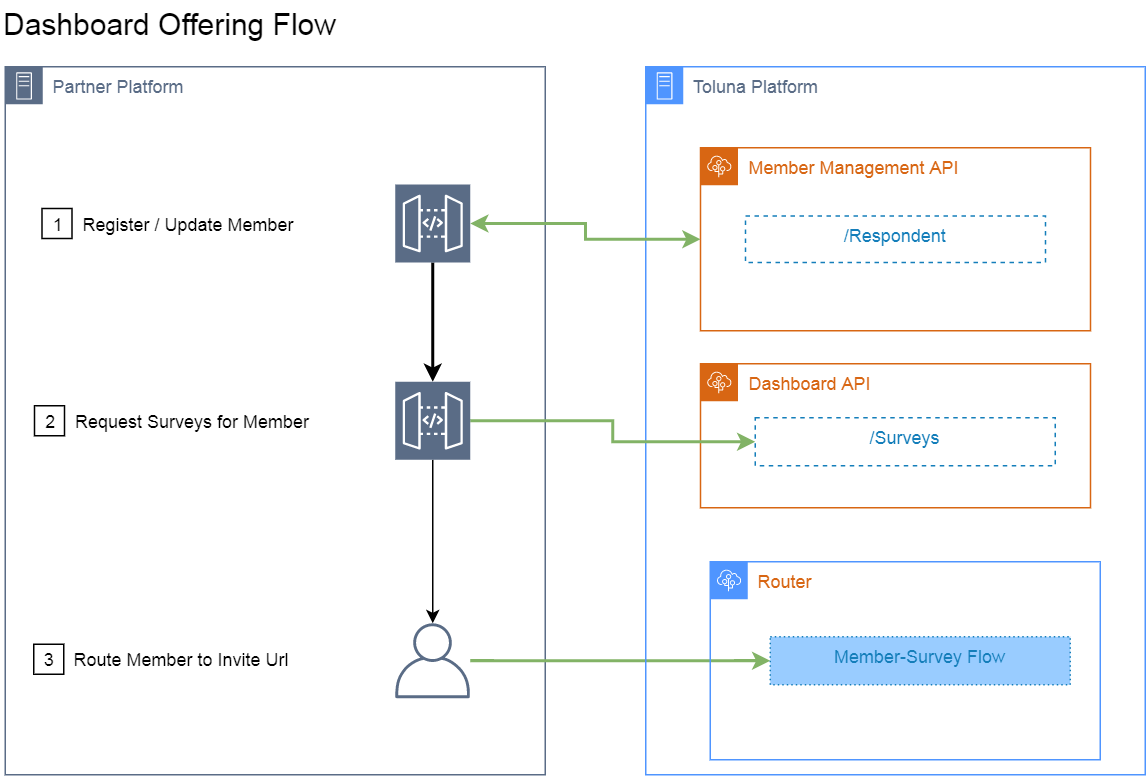 Dashboard Offering Flow
Partner Platform
Toluna Platform
Member Management API
1 Register / Update Member
</>
/Respondent
Dashboard API
2 Request Surveys for Member
</>
/Surveys
Router
3 Route Member to Invite Url
Member-Survey Flow